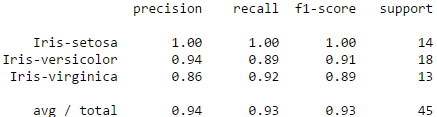 precision recall f1-score support
Iris-setosa 1.00 1.00 1.00 14
Iris-versicolor 0.94 0.89 0.91 18
Iris-virginica 0.86 0.92 0.89 13
avg / total 0.94 0.93 0.93 45